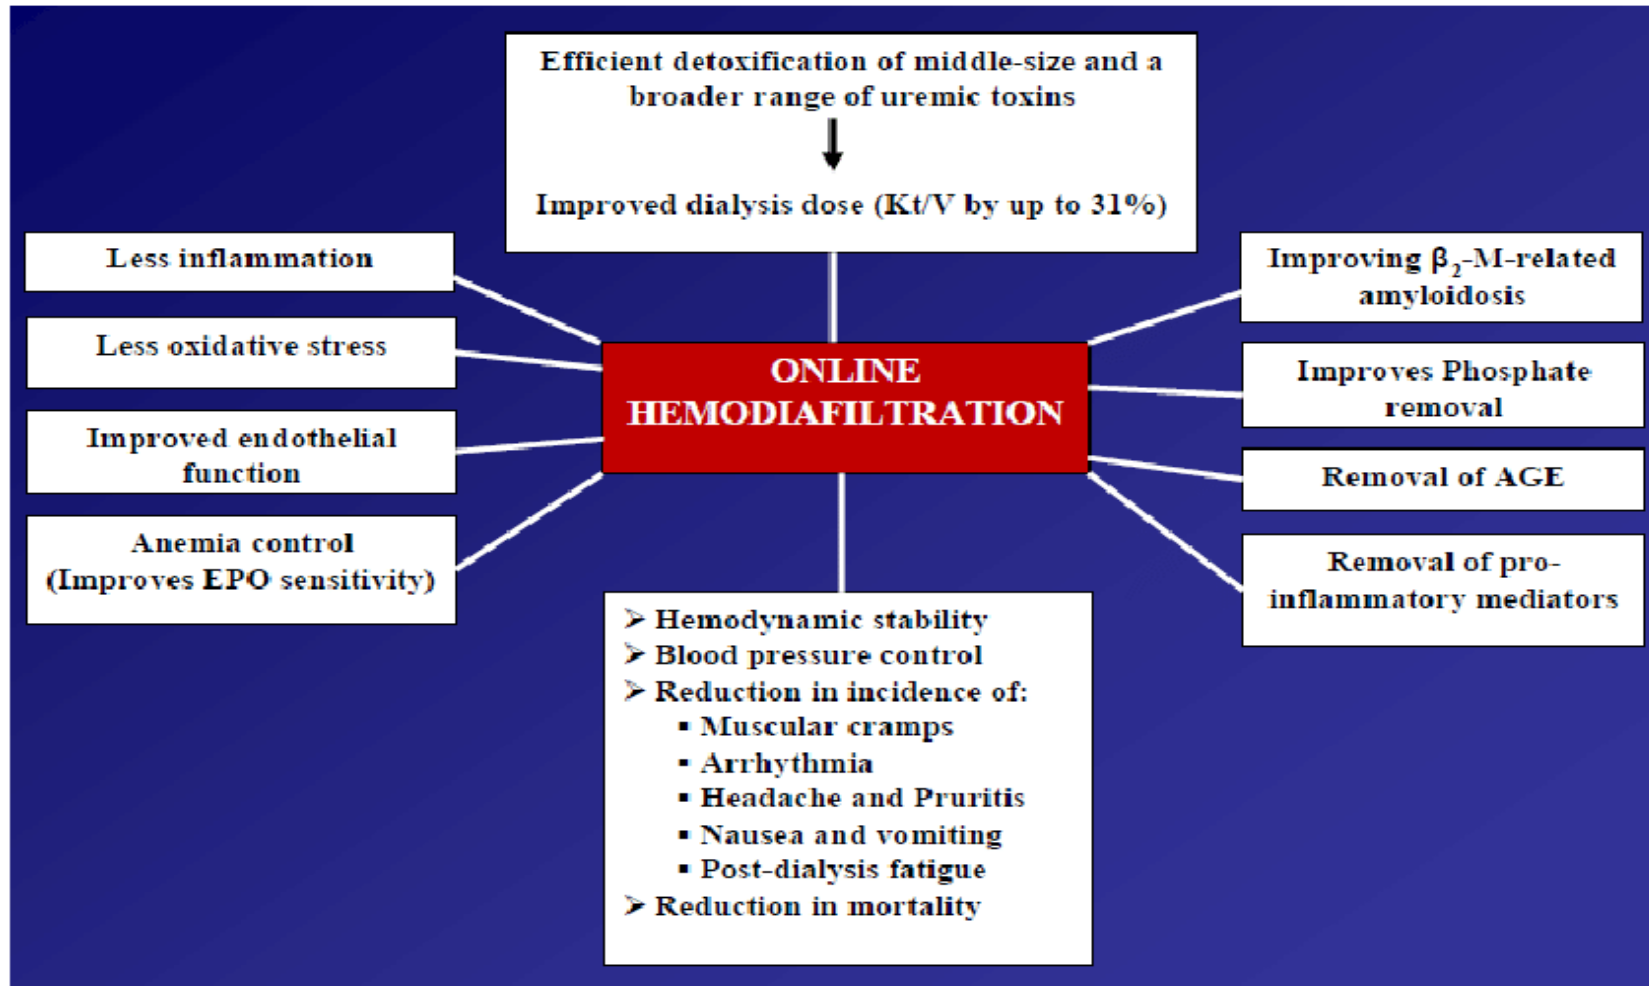 Efficient detoxification of middle-size and a
broader range of uremic toxins
Improved dialysis dose (Kt/V by up to 31%)
Less inflammation
Less oxidative stress
Improved endothelial
function
Anemia control
(Improves EPO sensitivity)
ONLINE
HEMODIAFILTRATION
Improving β₂-M-related
amyloidosis
Improves Phosphate
removal
Removal of AGE
Removal of pro-
inflammatory mediators
➢ Hemodynamic stability
➢ Blood pressure control
➢ Reduction in incidence of:
▪ Muscular cramps
▪ Arrhythmia
▪ Headache and Pruritis
▪ Nausea and vomiting
▪ Post-dialysis fatigue
➢ Reduction in mortality